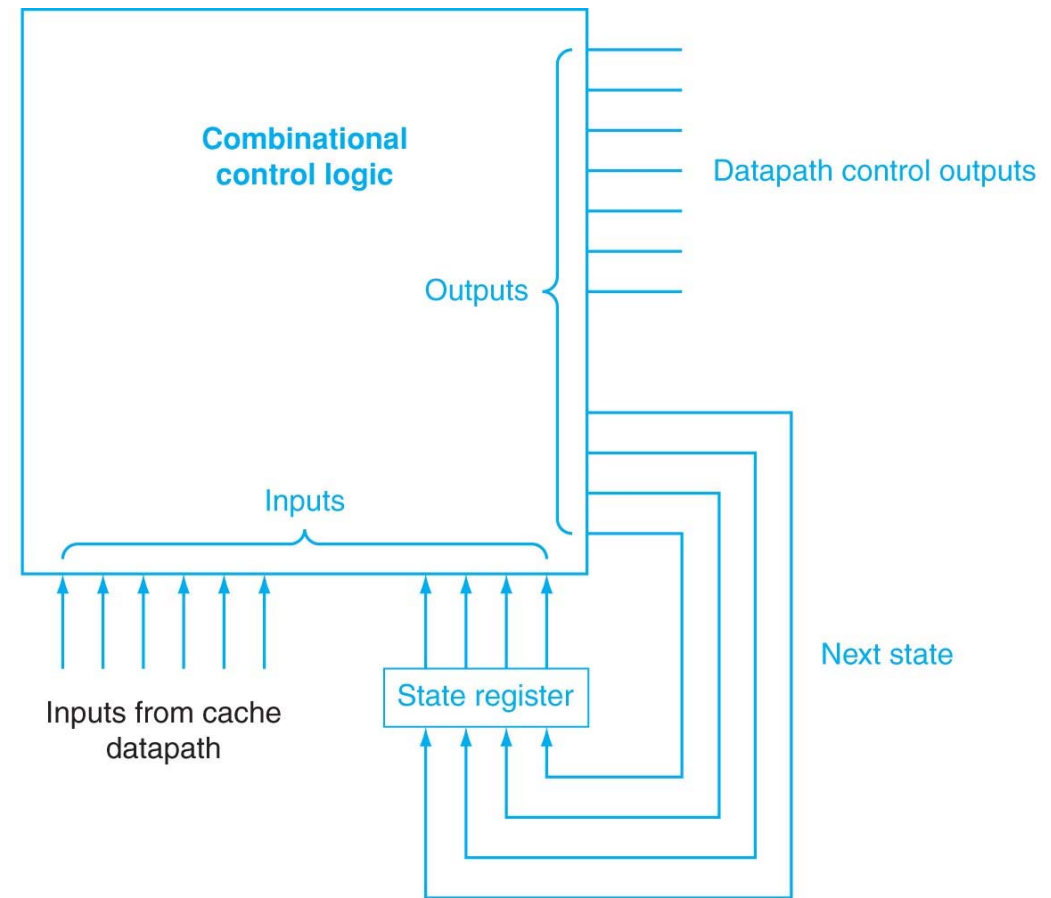 Combinational
control logic
Datapath control outputs
Outputs
Inputs
Next state
State register
Inputs from cache
datapath